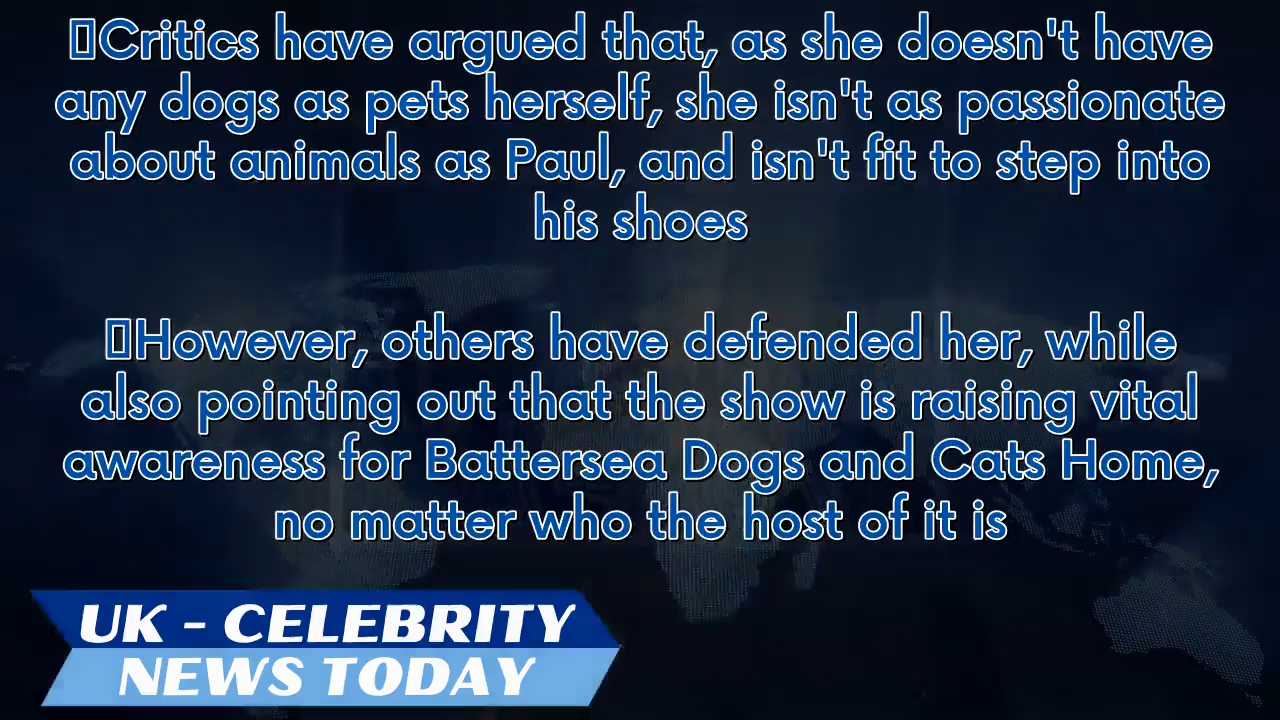 Critics have argued that, as she doesn't have
any dogs as pets herself, she isn't as passionate
about animals as Paul, and isn't fit to step into
his shoes
However, others have defended her, while
also pointing out that the show is raising vital
awareness for Battersea Dogs and Cats Home,
no matter who the host of it is
UK - CELEBRITY
NEWS TODAY